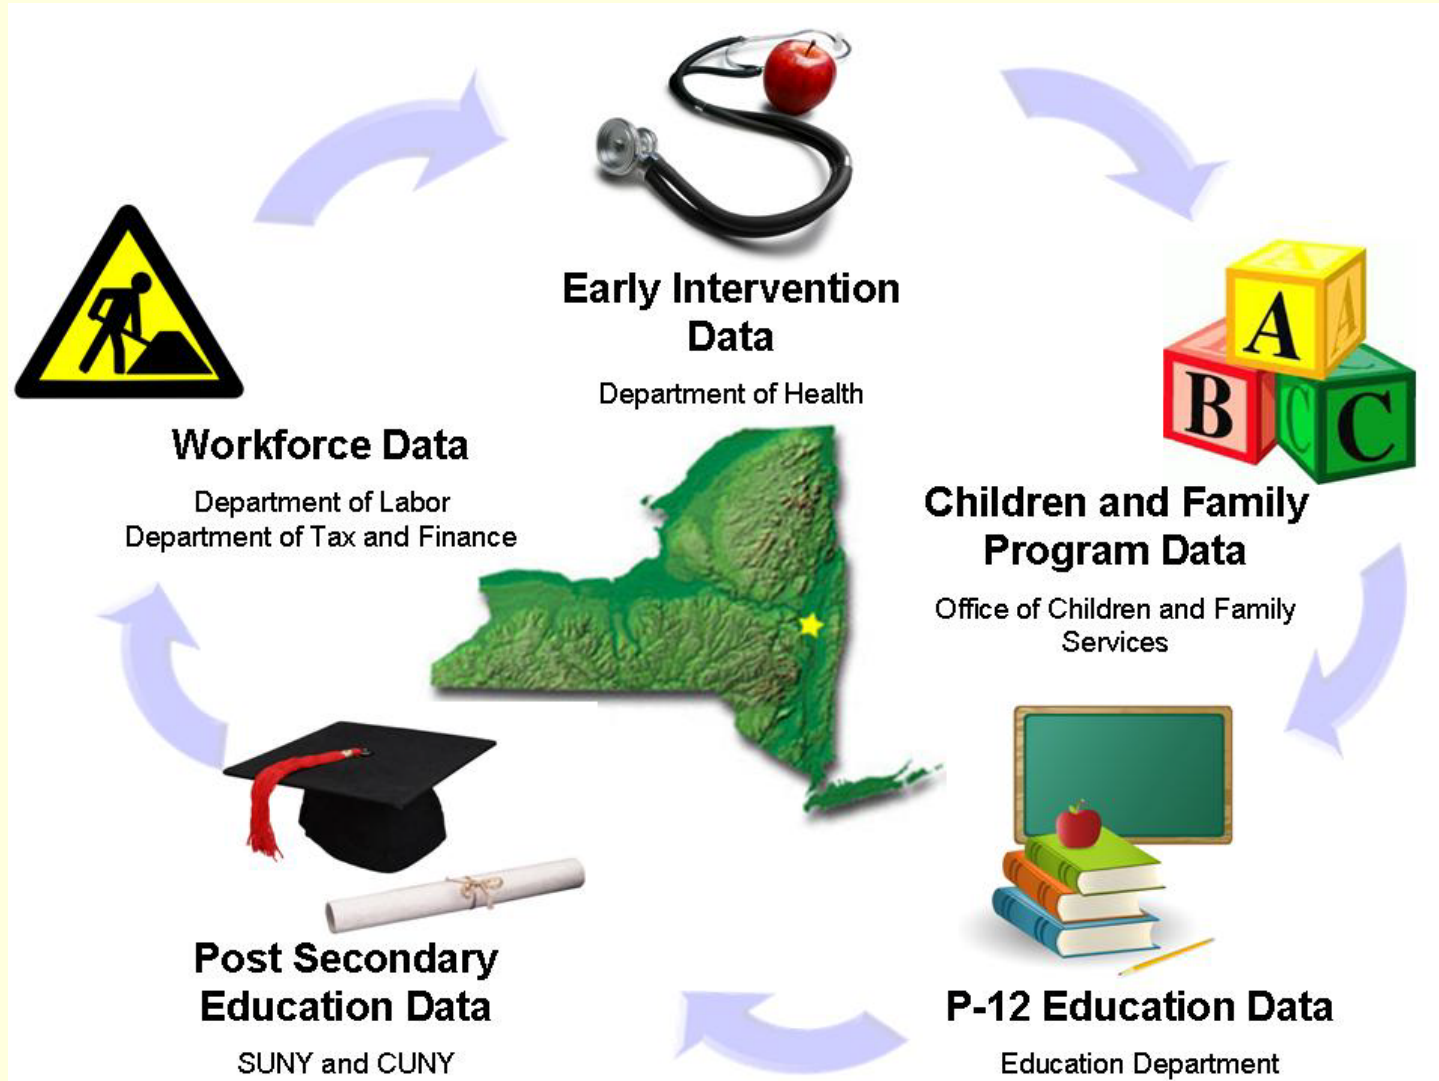 Early Intervention
Data
Department of Health
A
A
B
C
C
Children and Family
Program Data
Office of Children and Family
Services
P-12 Education Data
Education Department
Post Secondary
Education Data
SUNY and CUNY
Workforce Data
Department of Labor
Department of Tax and Finance